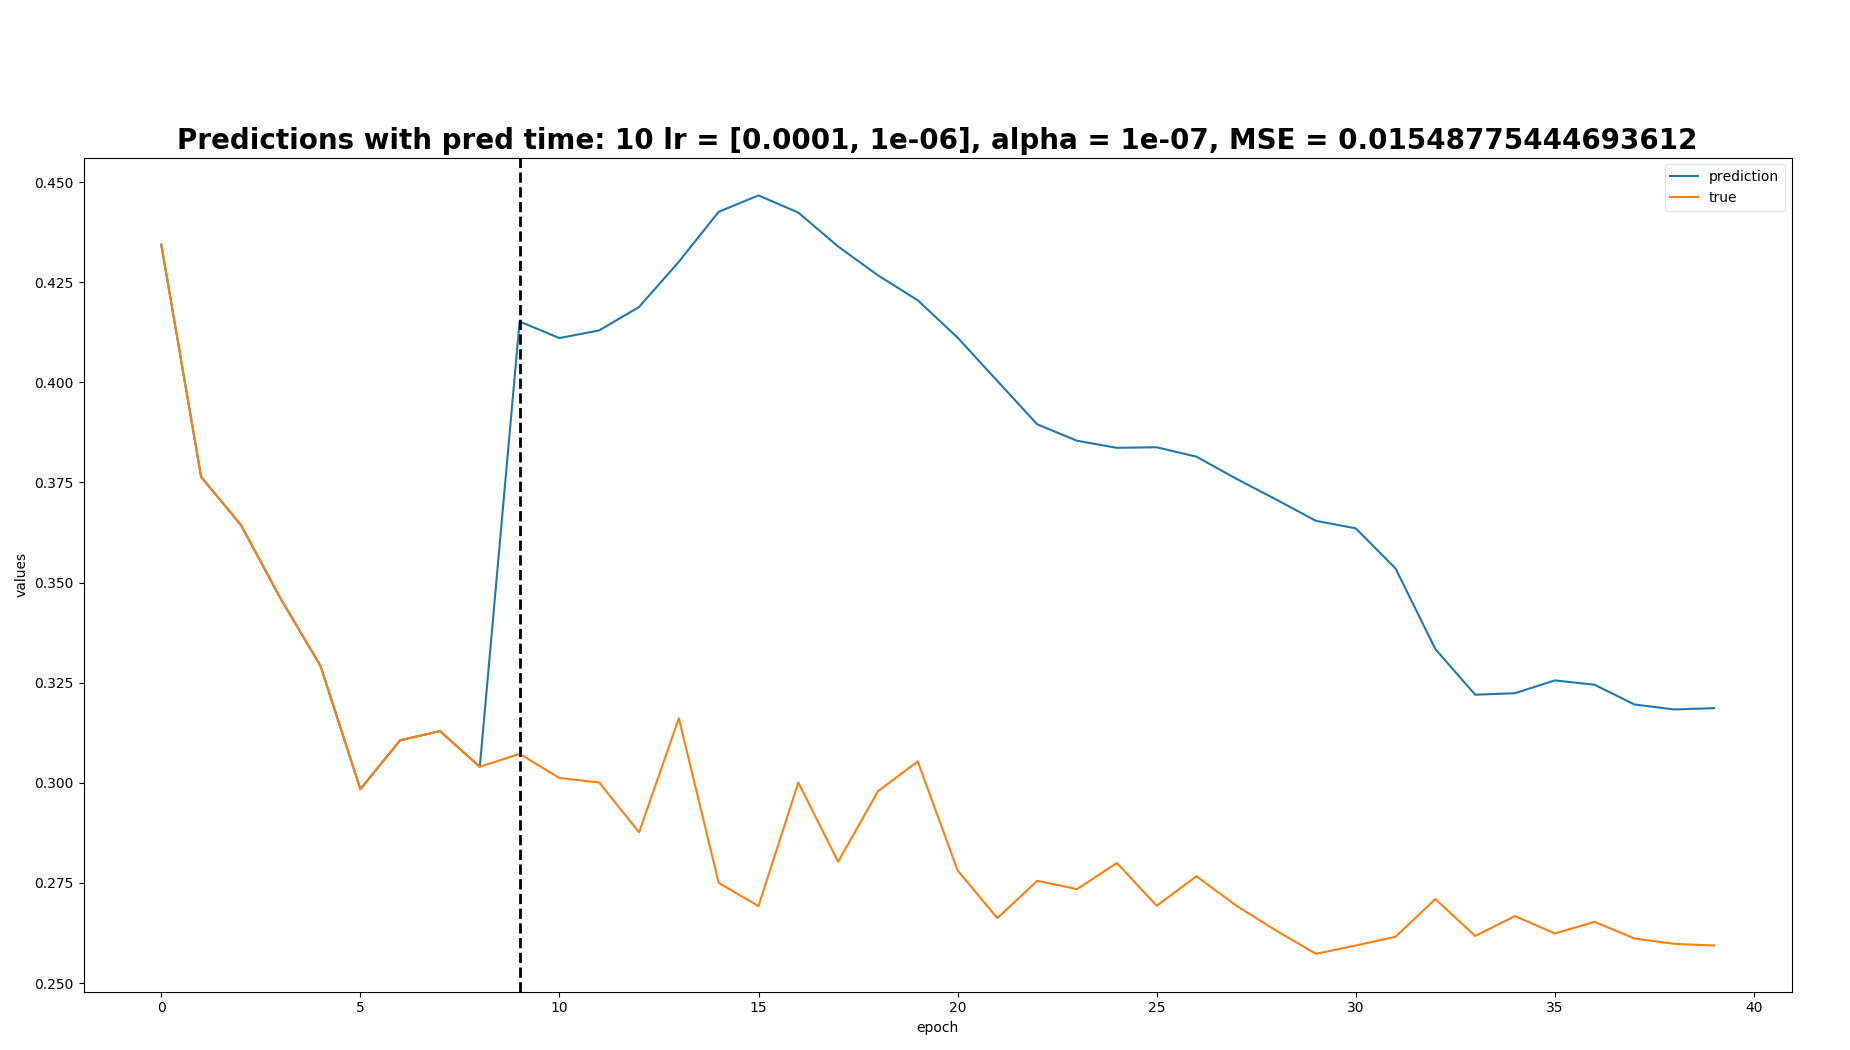 Predictions with pred time: 10 lr = [0.0001, 1e-06], alpha = 1e-07, MSE = 0.01548775444693612
prediction
true
0.450
0.425
0.400
0.375
0.350
0.325
0.300
0.275
0.250
values
0 5 10 15 20 25 30 35 40
epoch